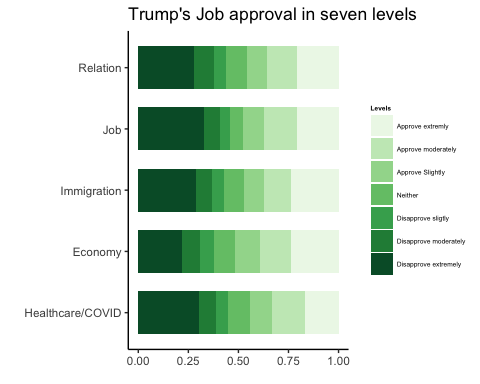 Trump's Job approval in seven levels
Relation
Job
Immigration
Economy
Healthcare/COVID
0.00 0.25 0.50 0.75 1.00
Levels
Approve extremly
Approve moderately
Approve Slightly
Neither
Disapprove sligtly
Disapprove moderately
Disapprove extremely